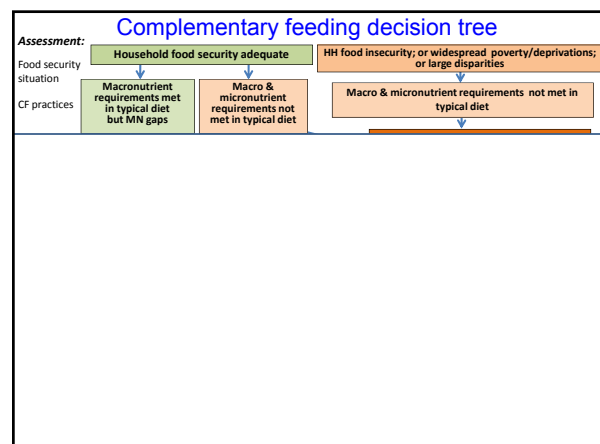 Complementary feeding decision tree
Assessment:
Food security
situation
CF practices
Household food security adequate
HH food insecurity; or widespread poverty/deprivations;
or large disparities
Macronutrient
requirements met
in typical diet
but MN gaps
Macro &
micronutrient
requirements not
met in typical diet
Macro & micronutrient requirements not met in
typical diet